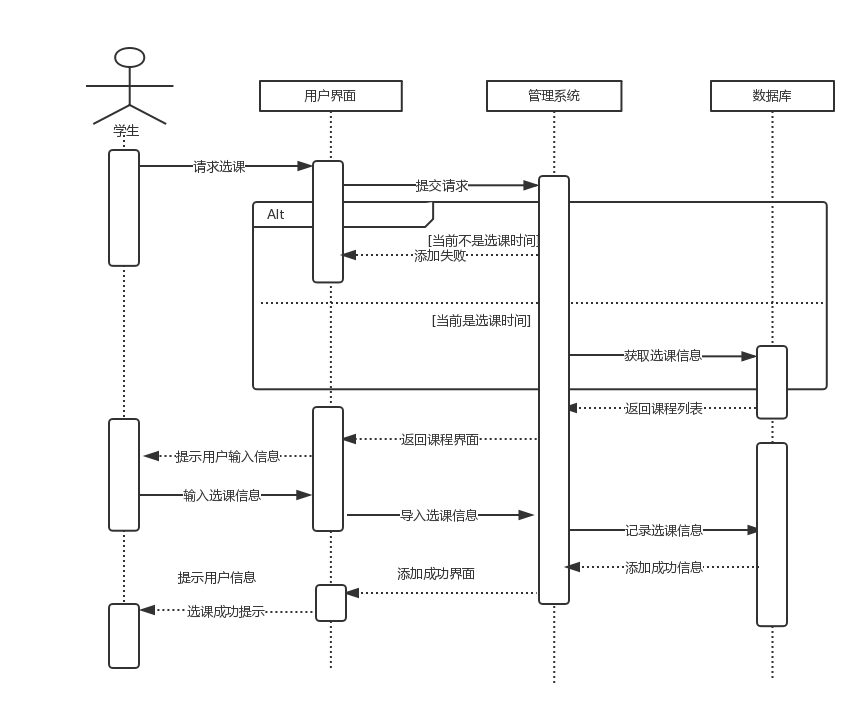 学生
用户界面
管理系统
数据库
请求选课
提交请求
Alt
[当前不是选课时间]
添加失败
[当前是选课时间]
获取选课信息
返回课程列表
返回课程界面
提示用户输入信息
输入选课信息
导入选课信息
记录选课信息
添加成功信息
添加成功界面
提示用户信息
选课成功提示